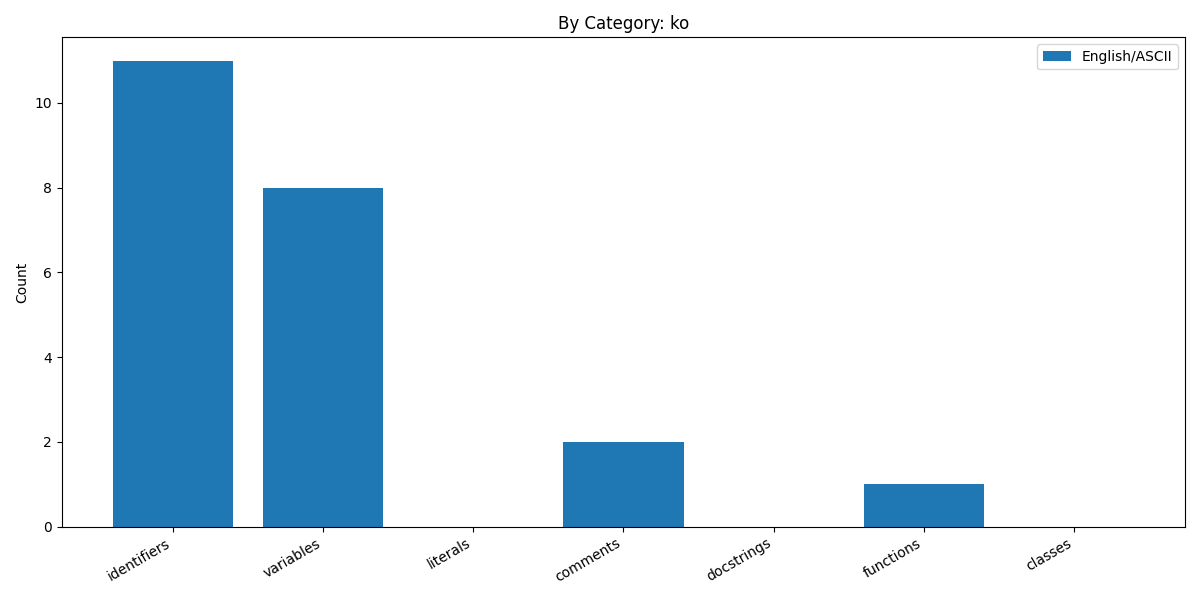 By Category: ko
English/ASCII
Count
10
8
6
4
2
0
identifiers
variables
literals
comments
docstrings
functions
classes